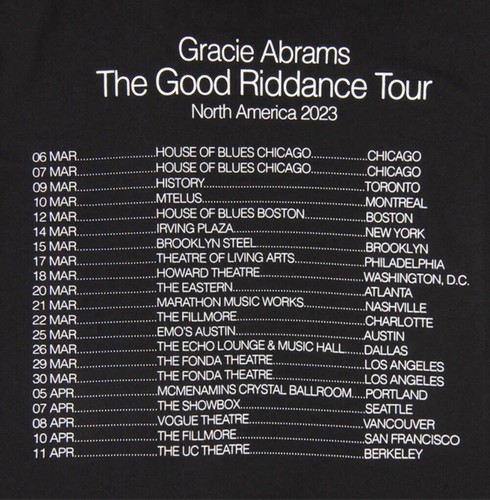 Gracie Abrams
The Good Riddance Tour
North America 2023
06 MAR..................HOUSE OF BLUES CHICAGO..............CHICAGO
07 MAR..................HOUSE OF BLUES CHICAGO..............CHICAGO
09 MAR..................HISTORY..............TORONTO
10 MAR..................MTELUS..............MONTREAL
12 MAR..................HOUSE OF BLUES BOSTON..............BOSTON
14 MAR..................IRVING PLAZA..............NEW YORK
15 MAR..................BROOKLYN STEEL..............BROOKLYN
17 MAR..................THEATRE OF LIVING ARTS..............PHILADELPHIA
18 MAR..................HOWARD THEATRE..............WASHINGTON, D.C.
20 MAR..................THE EASTERN..............ATLANTA
21 MAR..................MARATHON MUSIC WORKS..............NASHVILLE
22 MAR..................THE FILLMORE..............CHARLOTTE
25 MAR..................EMO'S AUSTIN..............AUSTIN
26 MAR..................THE ECHO LOUNGE & MUSIC HALL.....DALLAS
29 MAR..................THE FONDA THEATRE..............LOS ANGELES
30 MAR..................THE FONDA THEATRE..............LOS ANGELES
05 APR..................MCMENAMINS CRYSTAL BALLROOM....PORTLAND
07 APR..................THE SHOWBOX..............SEATTLE
08 APR..................VOGUE THEATRE..............VANCOUVER
10 APR..................THE FILLMORE..............SAN FRANCISCO
11 APR..................THE UC THEATRE..............BERKELEY